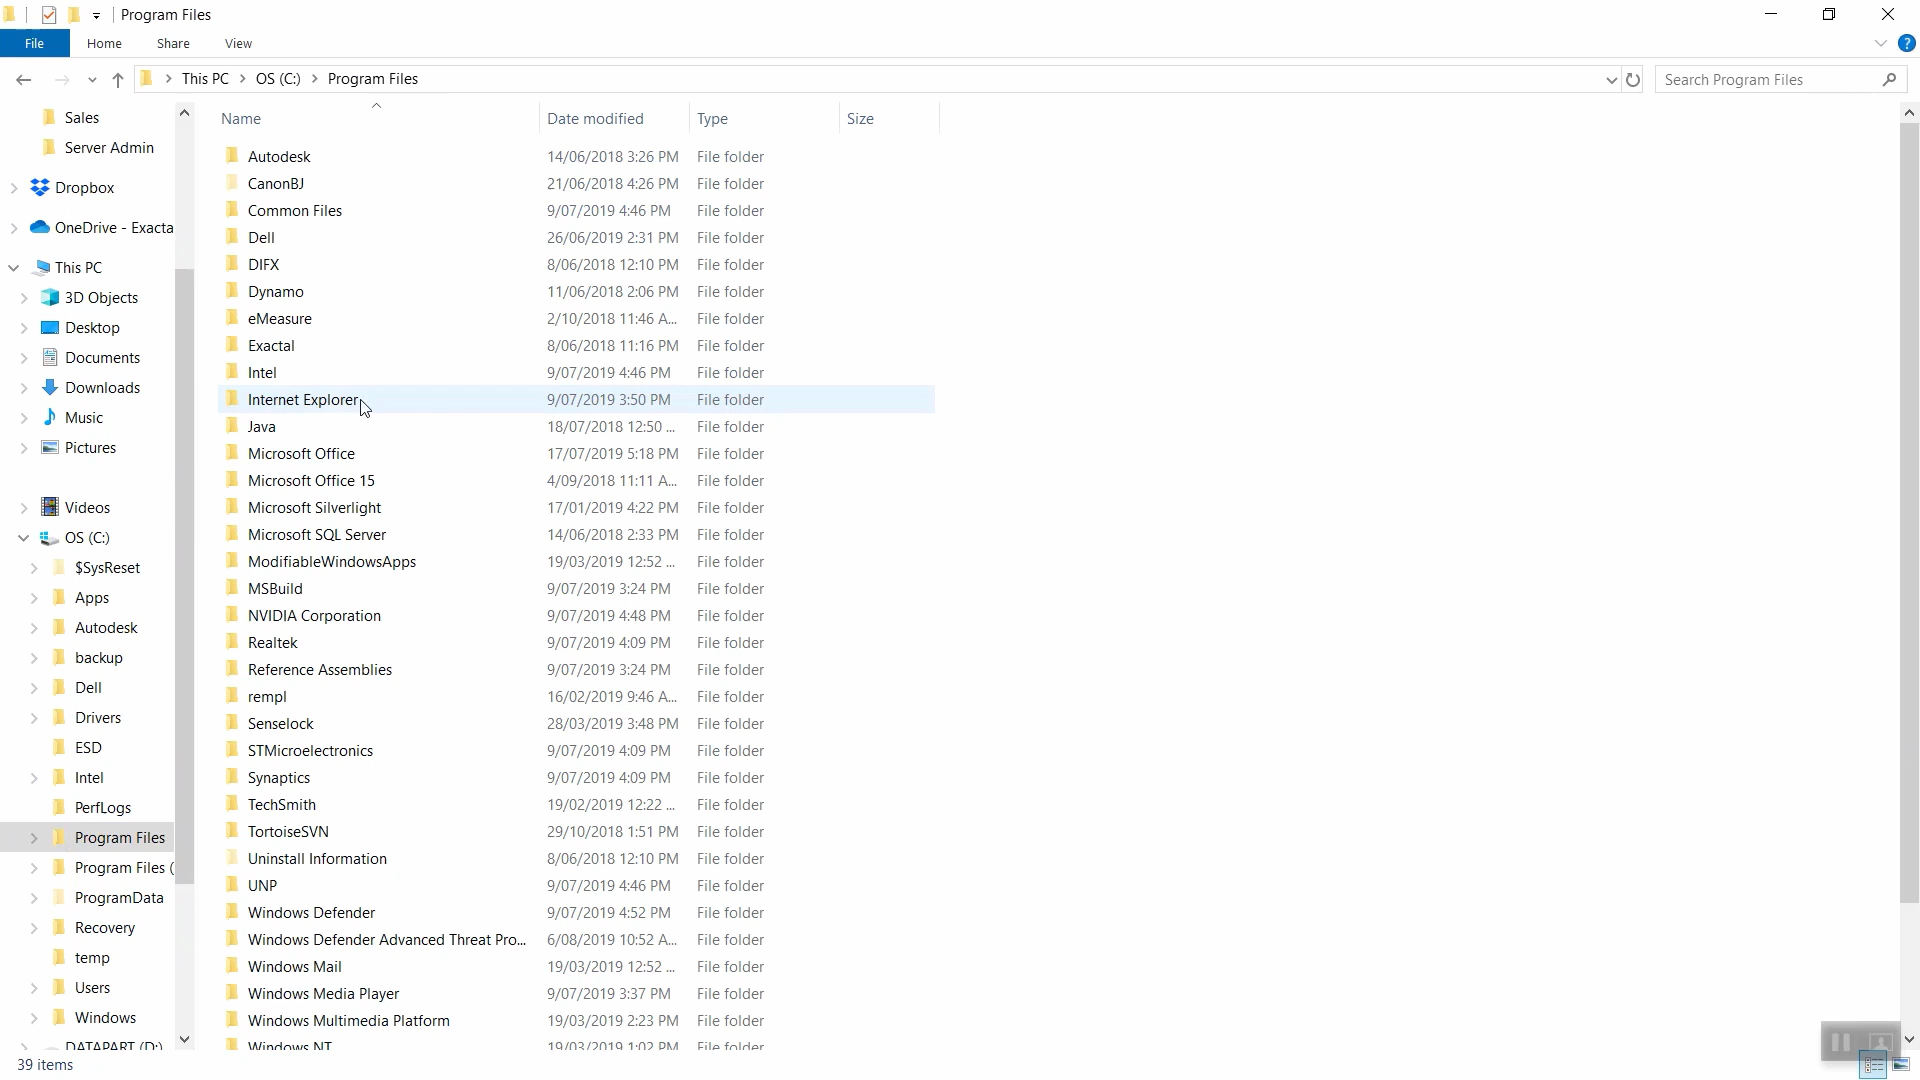 Program Files
File Home Share View
This PC OS (C:) Program Files Search Program Files
Sales
Server Admin
Dropbox
OneDrive - Exacta
This PC
3D Objects
Desktop
Documents
Downloads
Music
Pictures
Videos
OS (C:)
$SysReset
Apps
Autodesk
backup
Dell
Drivers
ESD
Intel
PerfLogs
Program Files
Program Files (
ProgramData
Recovery
temp
Users
Windows
DATAPART (D:)
Name Date modified Type Size
Autodesk 14/06/2018 3:26 PM File folder
CanonBJ 21/06/2018 4:26 PM File folder
Common Files 9/07/2019 4:46 PM File folder
Dell 26/06/2019 2:31 PM File folder
DIFX 8/06/2018 12:10 PM File folder
Dynamo 11/06/2018 2:06 PM File folder
eMeasure 2/10/2018 11:46 A... File folder
Exactal 8/06/2018 11:16 PM File folder
Intel 9/07/2019 4:46 PM File folder
Internet Explorer 9/07/2019 3:50 PM File folder
Java 18/07/2018 12:50 ... File folder
Microsoft Office 17/07/2019 5:18 PM File folder
Microsoft Office 15 4/09/2018 11:11 A... File folder
Microsoft Silverlight 17/01/2019 4:22 PM File folder
Microsoft SQL Server 14/06/2018 2:33 PM File folder
ModifiableWindowsApps 19/03/2019 12:52 ... File folder
MSBuild 9/07/2019 3:24 PM File folder
NVIDIA Corporation 9/07/2019 4:48 PM File folder
Realtek 9/07/2019 4:09 PM File folder
Reference Assemblies 9/07/2019 3:24 PM File folder
rempl 16/02/2019 9:46 A... File folder
Senselock 28/03/2019 3:48 PM File folder
STMicroelectronics 9/07/2019 4:09 PM File folder
Synaptics 9/07/2019 4:09 PM File folder
TechSmith 19/02/2019 12:22 ... File folder
TortoiseSVN 29/10/2018 1:51 PM File folder
Uninstall Information 8/06/2018 12:10 PM File folder
UNP 9/07/2019 4:46 PM File folder
Windows Defender 9/07/2019 4:52 PM File folder
Windows Defender Advanced Threat Pro... 6/08/2019 10:52 A... File folder
Windows Mail 19/03/2019 12:52 ... File folder
Windows Media Player 9/07/2019 3:37 PM File folder
Windows Multimedia Platform 19/03/2019 2:23 PM File folder
Windows NT 19/03/2019 1:02 PM File folder
39 items